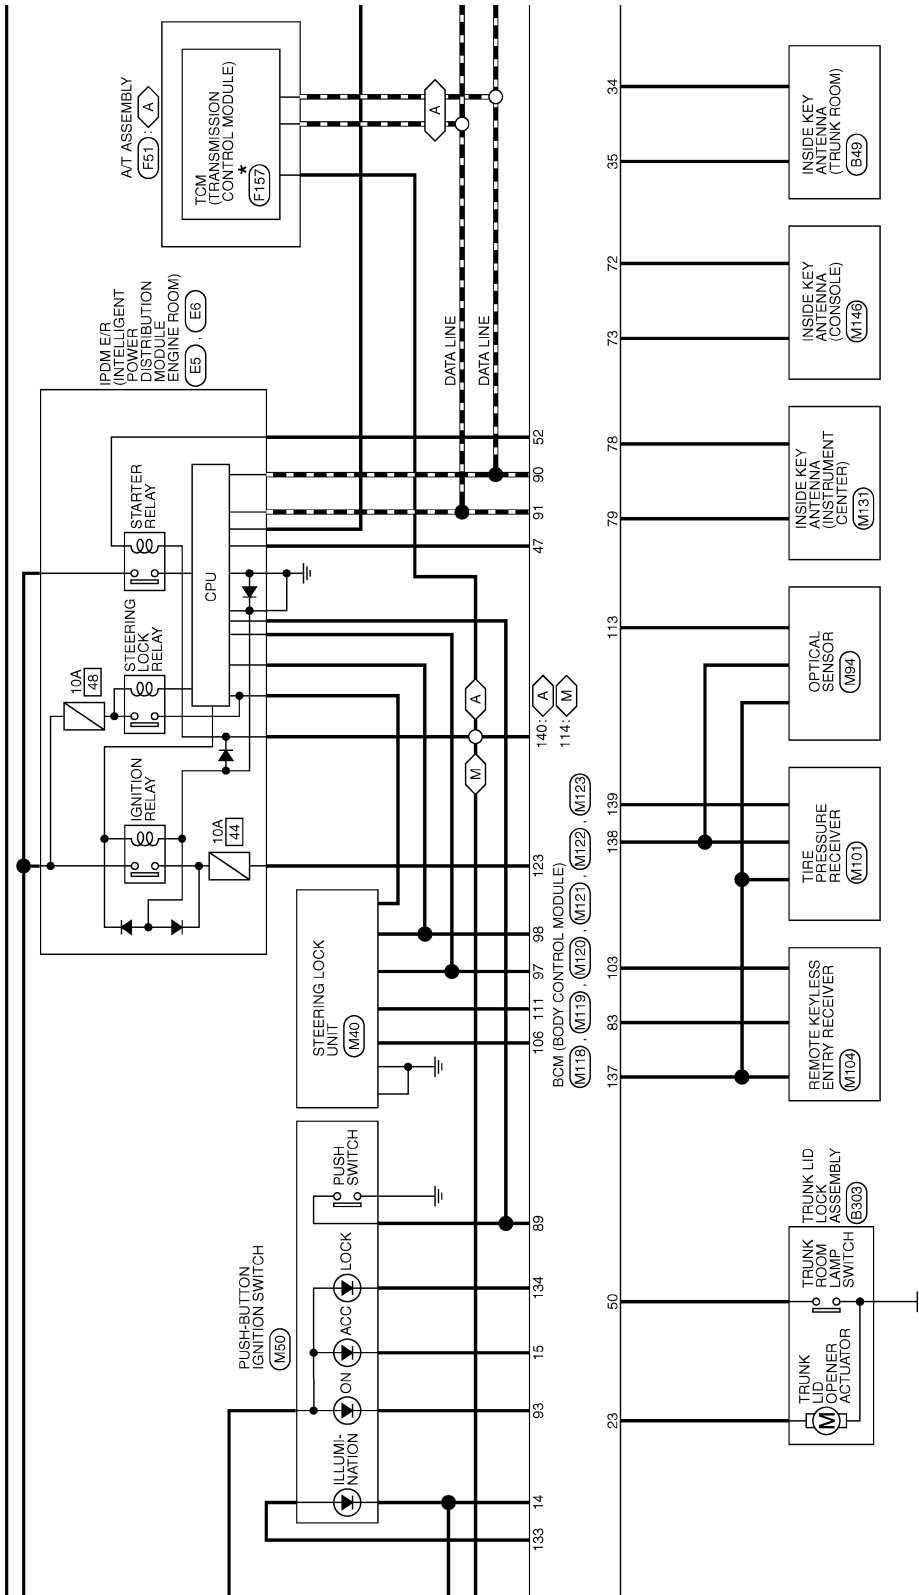 A/T ASSEMBLY
F51 : A
TCM
(TRANSMISSION
CONTROL MODULE)
*
F157
A
IPDM E/R
(INTELLIGENT
POWER
DISTRIBUTION
MODULE
ENGINE ROOM)
E5 , E6
STARTER
RELAY
CPU
STEERING
LOCK
RELAY
10A
48
IGNITION
RELAY
10A
44
DATA LINE
DATA LINE
52
90
91
47
A
M
140: A
114: M
123
98
97
111
106
STEERING LOCK
UNIT
M40
BCM (BODY CONTROL MODULE)
M118 , M119 , M120 , M121 , M122 , M123
PUSH-BUTTON
IGNITION SWITCH
M50
PUSH
SWITCH
LOCK
ACC
ON
ILLUMI-
NATION
89
134
15
93
14
133
34
35
INSIDE KEY
ANTENNA
(TRUNK ROOM)
B49
72
73
INSIDE KEY
ANTENNA
(CONSOLE)
M146
78
79
INSIDE KEY
ANTENNA
(INSTRUMENT
CENTER)
M131
113
OPTICAL
SENSOR
M94
139
138
TIRE
PRESSURE
RECEIVER
M101
103
83
137
REMOTE KEYLESS
ENTRY RECEIVER
M104
TRUNK LID
LOCK
ASSEMBLY
B303
50
TRUNK
ROOM
LAMP
SWITCH
23
TRUNK
LID
OPENER
ACTUATOR
M